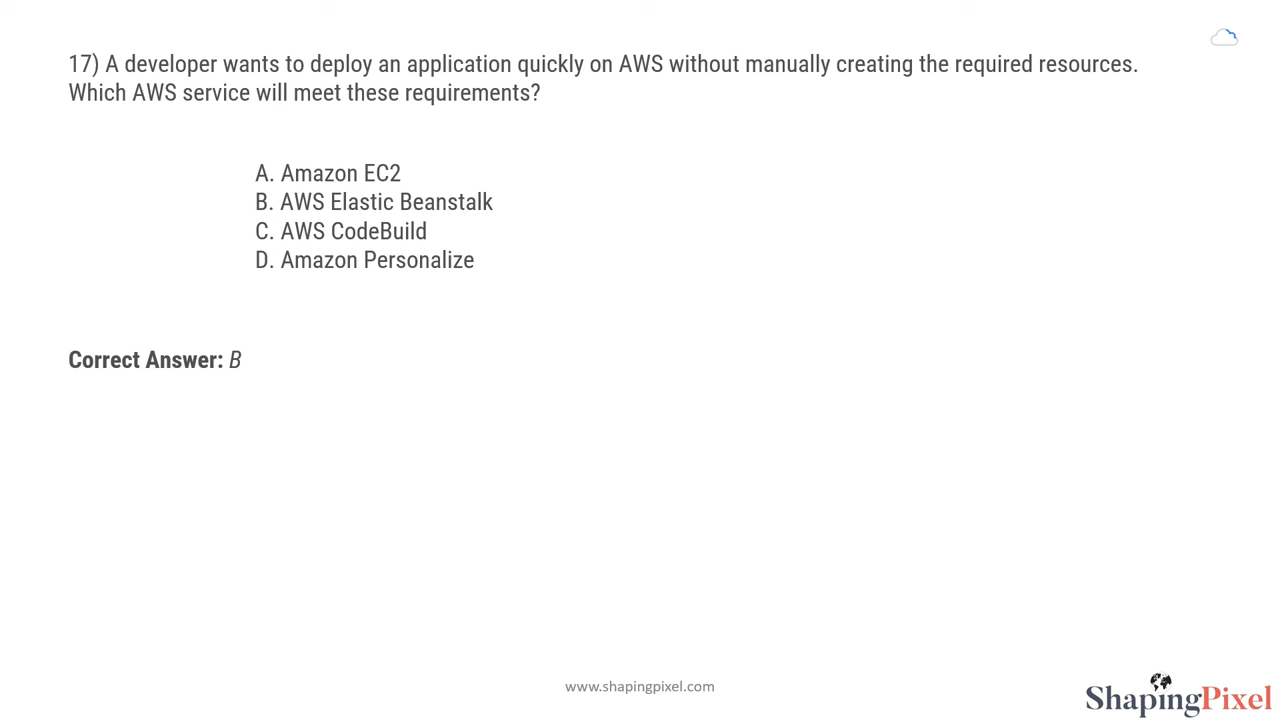 17) A developer wants to deploy an application quickly on AWS without manually creating the required resources.
Which AWS service will meet these requirements?
A. Amazon EC2
B. AWS Elastic Beanstalk
C. AWS CodeBuild
D. Amazon Personalize
Correct Answer: B
www.shapingpixel.com
ShapingPixel